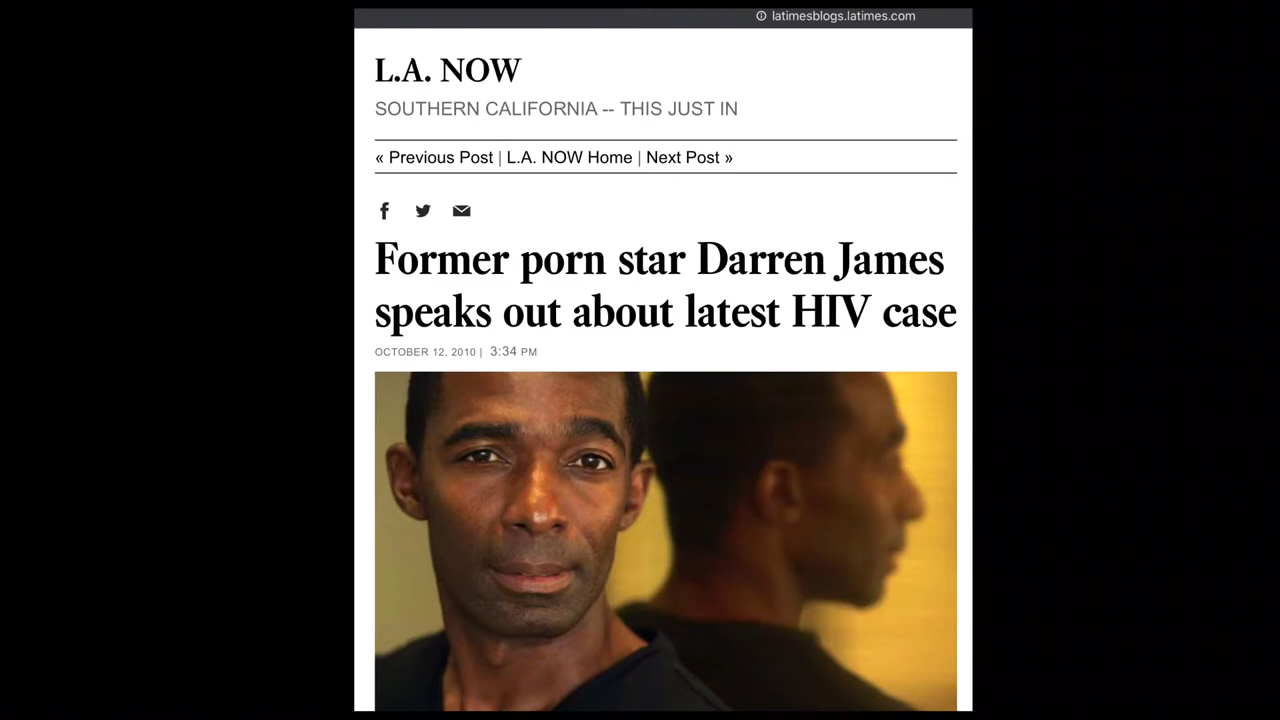 latimesblogs.latimes.com
L.A. NOW
SOUTHERN CALIFORNIA -- THIS JUST IN
« Previous Post | L.A. NOW Home | Next Post »
Former porn star Darren James
speaks out about latest HIV case
OCTOBER 12, 2010 | 3:34 PM